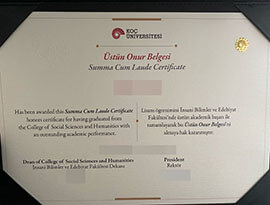 KOÇ
ÜNİVERSİTESİ
Üstün Onur Belgesi
Summa Cum Laude Certificate
Has been awarded this Summa Cum Laude Certificate
honors certificate for having graduated from
the College of Social Sciences and Humanities with
an outstanding academic performance.
Lisans öğrenimini İnsani Bilimler ve Edebiyat
Fakültesi'nde üstün akademik başarı ile
tamamlayarak bu Üstün Onur Belgesi'ni
almaya hak kazanmıştır.
Dean of College of Social Sciences and Humanities
İnsani Bilimler ve Edebiyat Fakültesi Dekanı
President
Rektör